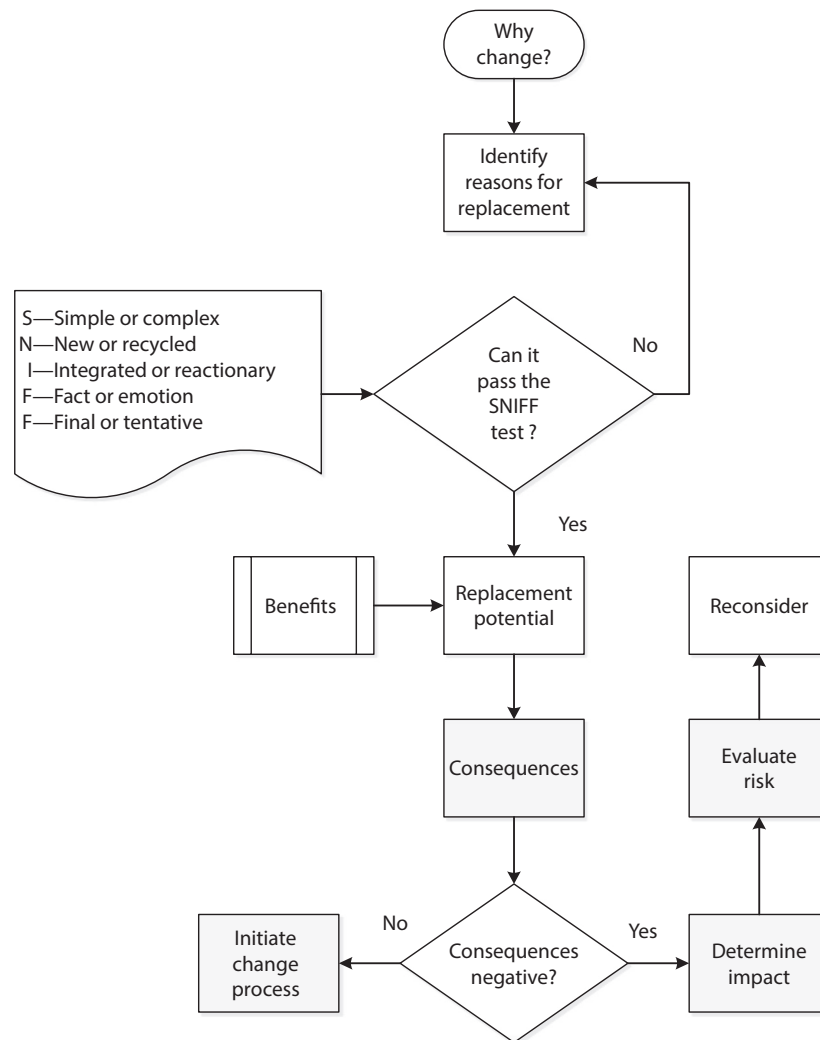 Why
change?
Identify
reasons for
replacement
S—Simple or complex
N—New or recycled
I—Integrated or reactionary
F—Fact or emotion
F—Final or tentative
Can it
pass the
SNIFF
test ?
No
Yes
Benefits
Replacement
potential
Reconsider
Consequences
Evaluate
risk
No
Initiate
change
process
Consequences
negative?
Yes
Determine
impact